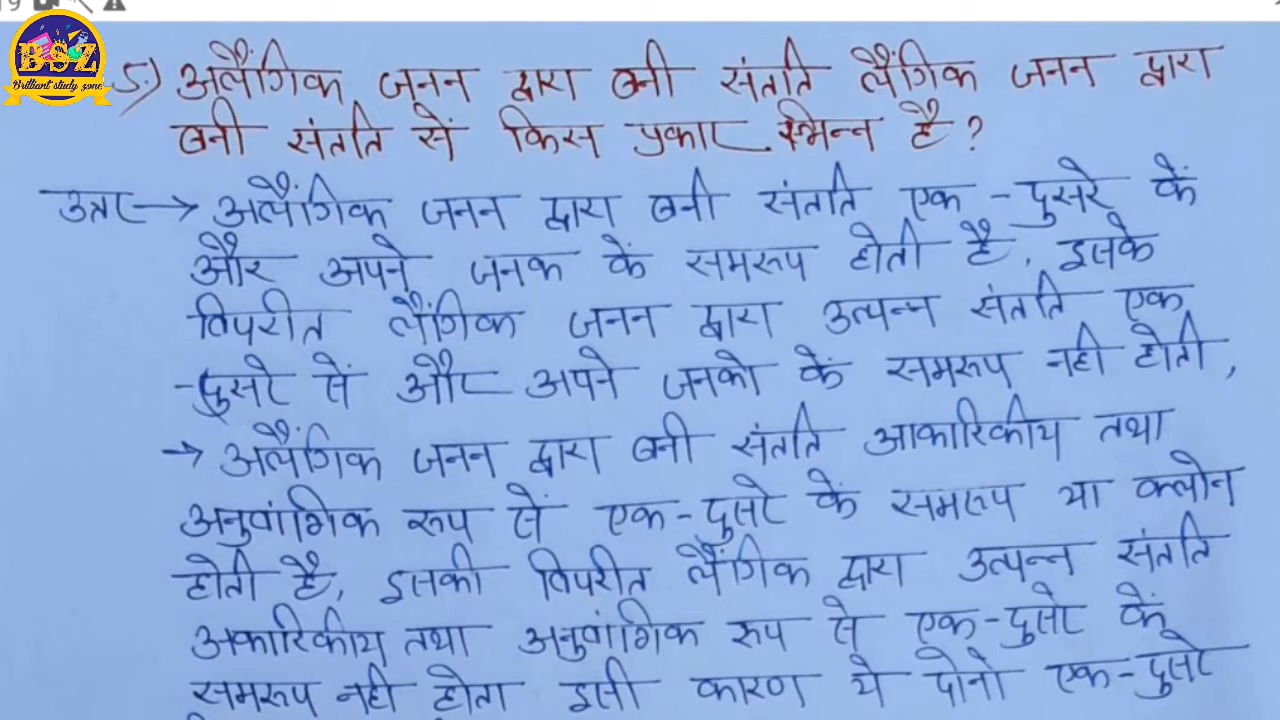 19
BSZ
Brilliant study zone
5.) अलैंगिक जनन द्वारा बनी संतति लैंगिक जनन द्वारा
बनी संतति सें किस प्रकार भिन्न है ?
उत्तर → अलैंगिक जनन द्वारा बनी संतति एक - दुसरे कें
और अपने जनक कें समरूप होती है, इसके
विपरीत लैंगिक जनन द्वारा उत्पन्न संतति एक
-दुसरे सें और अपने जनको कें समरूप नही होती,
→ अलैंगिक जनन द्वारा बनी संतति आकारिकीय तथा
अनुवांशिक रूप सें एक-दुसरे कें समरूप या क्लोन
होती है, इसकी विपरीत लैंगिक द्वारा उत्पन्न संतति
अकारिकीय तथा अनुवांशिक रूप से एक-दुसरे कें
समरूप नही होता इसी कारण ये दोनो एक-दुसरे